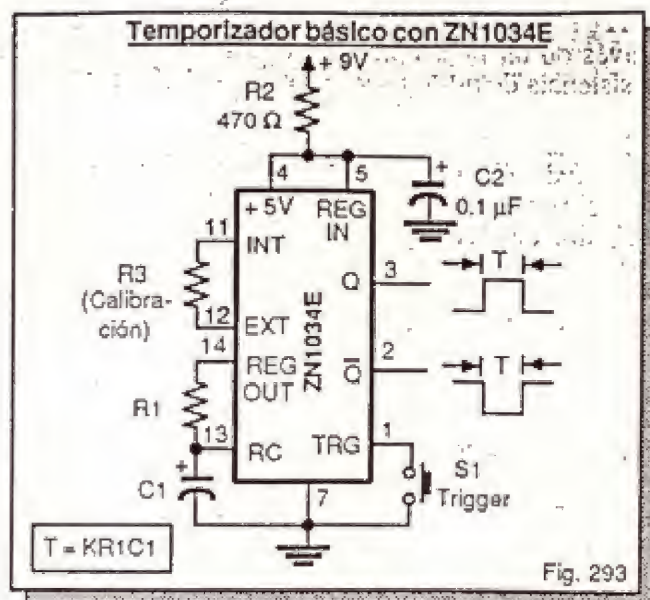 Temporizador básico con ZN1034E
+ 9V
R2
470 Ω
4
5
+
C2
0.1 µF
+ 5V
REG
IN
11
INT
R3
(Calibra-
ción)
12
EXT
14
REG
OUT
ZN1034E
Q
3
T
Q̅
2
T
R1
13
RC
TRG
1
+
C1
S1
Trigger
7
T = KR1C1
Fig. 293